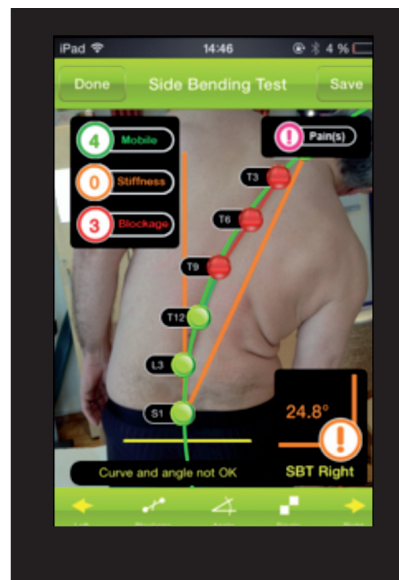 iPad 14:46 4 %
Done Side Bending Test Save
4 Mobile
Pain(s)
0 Stiffness
3 Blockage
T3
T6
T9
T12
L3
S1
24.8°
Curve and angle not OK
SBT Right